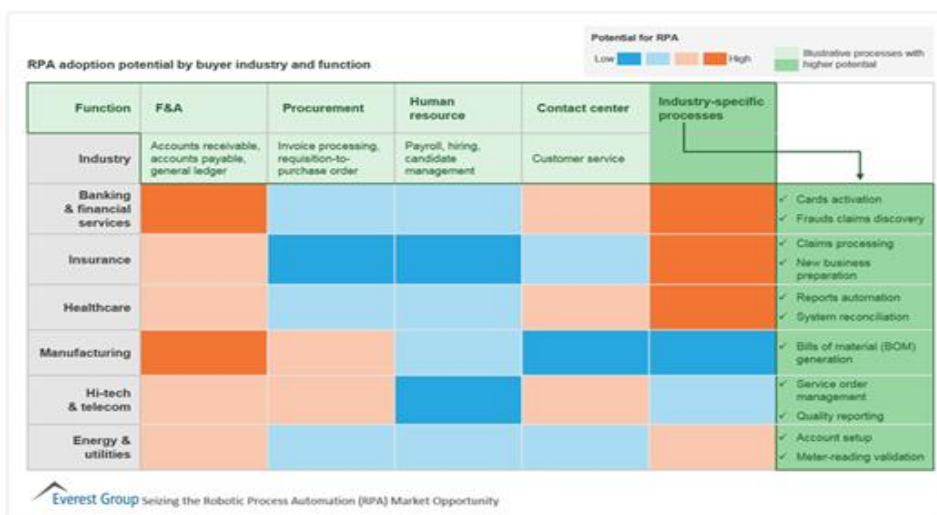 Potential for RPA
Low
High
Illustrative processes with
higher potential
RPA adoption potential by buyer industry and function
Function
F&A
Procurement
Human
resource
Contact center
Industry-specific
processes
Industry
Accounts receivable,
accounts payable,
general ledger
Invoice processing,
requisition-to-
purchase order
Payroll, hiring,
candidate
management
Customer service
Banking
& financial
services
✓ Cards activation
✓ Frauds claims discovery
Insurance
✓ Claims processing
✓ New business
preparation
Healthcare
✓ Reports automation
✓ System reconciliation
Manufacturing
✓ Bills of material (BOM)
generation
Hi-tech
& telecom
✓ Service order
management
✓ Quality reporting
Energy &
utilities
✓ Account setup
✓ Meter-reading validation
Everest Group Seizing the Robotic Process Automation (RPA) Market Opportunity